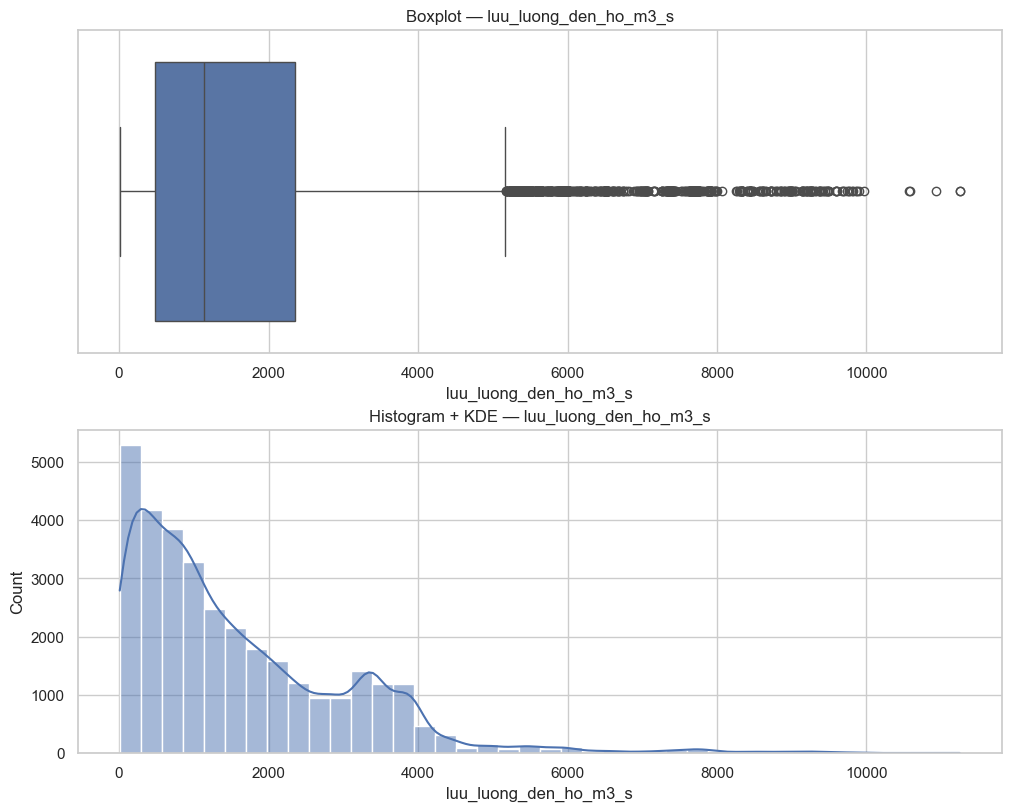 Boxplot — luu_luong_den_ho_m3_s
0 2000 4000 6000 8000 10000
luu_luong_den_ho_m3_s
Histogram + KDE — luu_luong_den_ho_m3_s
5000
4000
3000
2000
1000
0
Count
0 2000 4000 6000 8000 10000
luu_luong_den_ho_m3_s